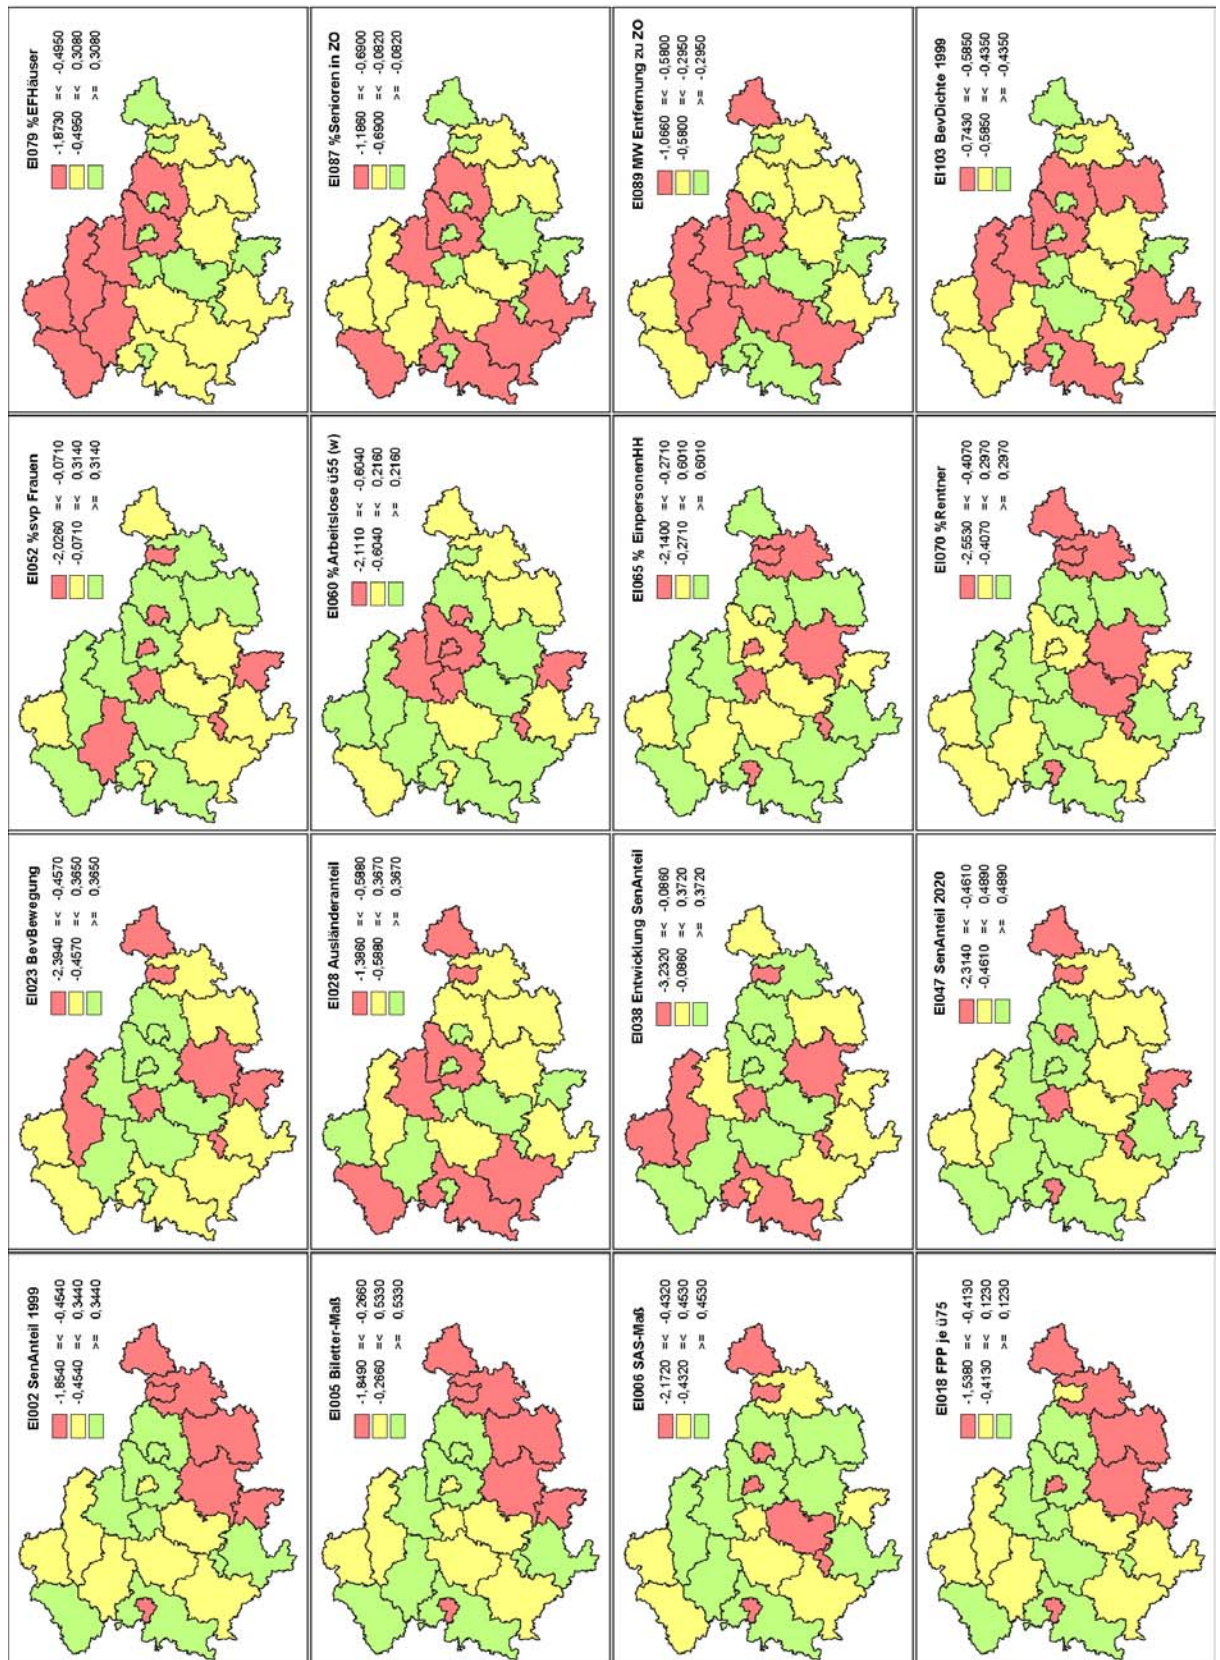 EI002 SenAnteil 1999
-1,8540 =< -0,4540
-0,4540 =< 0,3440
>= 0,3440
EI023 BevBewegung
-2,3940 =< -0,4570
-0,4570 =< 0,3650
>= 0,3650
EI052 %svp Frauen
-2,0260 =< -0,0710
-0,0710 =< 0,3140
>= 0,3140
EI079 %EFHäuser
-1,8730 =< -0,4950
-0,4950 =< 0,3080
>= 0,3080
EI005 Biletter-Maß
-1,8490 =< -0,2660
-0,2660 =< 0,5330
>= 0,5330
EI028 Ausländeranteil
-1,3860 =< -0,5880
-0,5880 =< 0,3670
>= 0,3670
EI060 %Arbeitslose ü55 (w)
-2,1110 =< -0,6040
-0,6040 =< 0,2160
>= 0,2160
EI087 %Senioren in ZO
-1,1860 =< -0,6900
-0,6900 =< -0,0820
>= -0,0820
EI006 SAS-Maß
-2,1720 =< -0,4320
-0,4320 =< 0,4530
>= 0,4530
EI038 Entwicklung SenAnteil
-3,2320 =< -0,0860
-0,0860 =< 0,3720
>= 0,3720
EI065 % EinpersonenHH
-2,1400 =< -0,2710
-0,2710 =< 0,6010
>= 0,6010
EI089 MW Entfernung zu ZO
-1,0660 =< -0,5800
-0,5800 =< -0,2950
>= -0,2950
EI018 FPP je ü75
-1,5380 =< -0,4130
-0,4130 =< 0,1230
>= 0,1230
EI047 SenAnteil 2020
-2,3140 =< -0,4610
-0,4610 =< 0,4890
>= 0,4890
EI070 %Rentner
-2,5530 =< -0,4070
-0,4070 =< 0,2970
>= 0,2970
EI103 BevDichte 1999
-0,7430 =< -0,5850
-0,5850 =< -0,4350
>= -0,4350